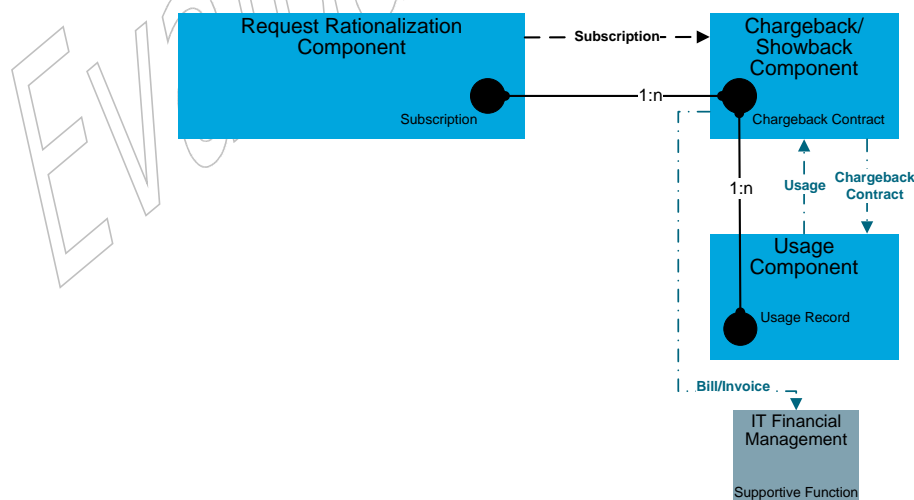 Request Rationalization
Component
Subscription
Subscription
Chargeback/
Showback
Component
1:n
Chargeback Contract
1:n
Usage
Chargeback
Contract
Usage
Component
Usage Record
Bill/Invoice
IT Financial
Management
Supportive Function